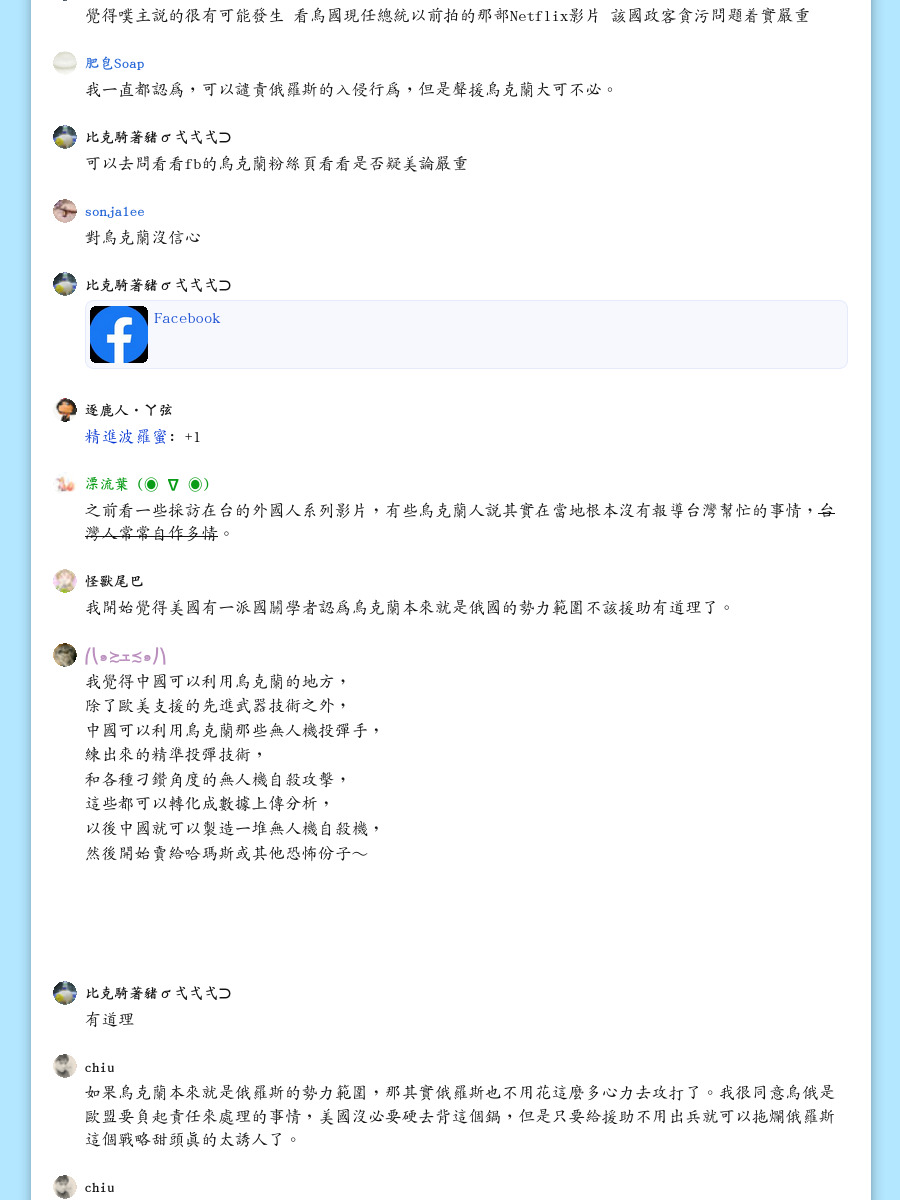 覺得噗主說的很有可能發生 看烏國現任總統以前拍的那部Netflix影片 該國政客貪污問題着實嚴重
肥皂Soap
我一直都認為，可以譴責俄羅斯的入侵行為，但是聲援烏克蘭大可不必。
比克騎著豬σ弌弌弌⊃
可以去問看看fb的烏克蘭粉絲頁看看是否疑美論嚴重
sonja1ee
對烏克蘭沒信心
比克騎著豬σ弌弌弌⊃
Facebook
逐鹿人・丫弦
精進波羅蜜: +1
漂流葉 (◉ ∇ ◉)
之前看一些採訪在台的外國人系列影片，有些烏克蘭人說其實在當地根本沒有報導台灣幫忙的事情，台
灣人常常自作多情。
怪獸尾巴
我開始覺得美國有一派國關學者認為烏克蘭本來就是俄國的勢力範圍不該援助有道理了。
⎛⎝๑≿ェ≾๑⎠⎞
我覺得中國可以利用烏克蘭的地方，
除了歐美支援的先進武器技術之外，
中國可以利用烏克蘭那些無人機投彈手，
練出來的精準投彈技術，
和各種刁鑽角度的無人機自殺攻擊，
這些都可以轉化成數據上傳分析，
以後中國就可以製造一堆無人機自殺機，
然後開始賣給哈瑪斯或其他恐怖份子～
比克騎著豬σ弌弌弌⊃
有道理
chiu
如果烏克蘭本來就是俄羅斯的勢力範圍，那其實俄羅斯也不用花這麼多心力去攻打了。我很同意烏俄是
歐盟要負起責任來處理的事情，美國沒必要硬去背這個鍋，但是只要給援助不用出兵就可以拖爛俄羅斯
這個戰略甜頭真的太誘人了。
chiu